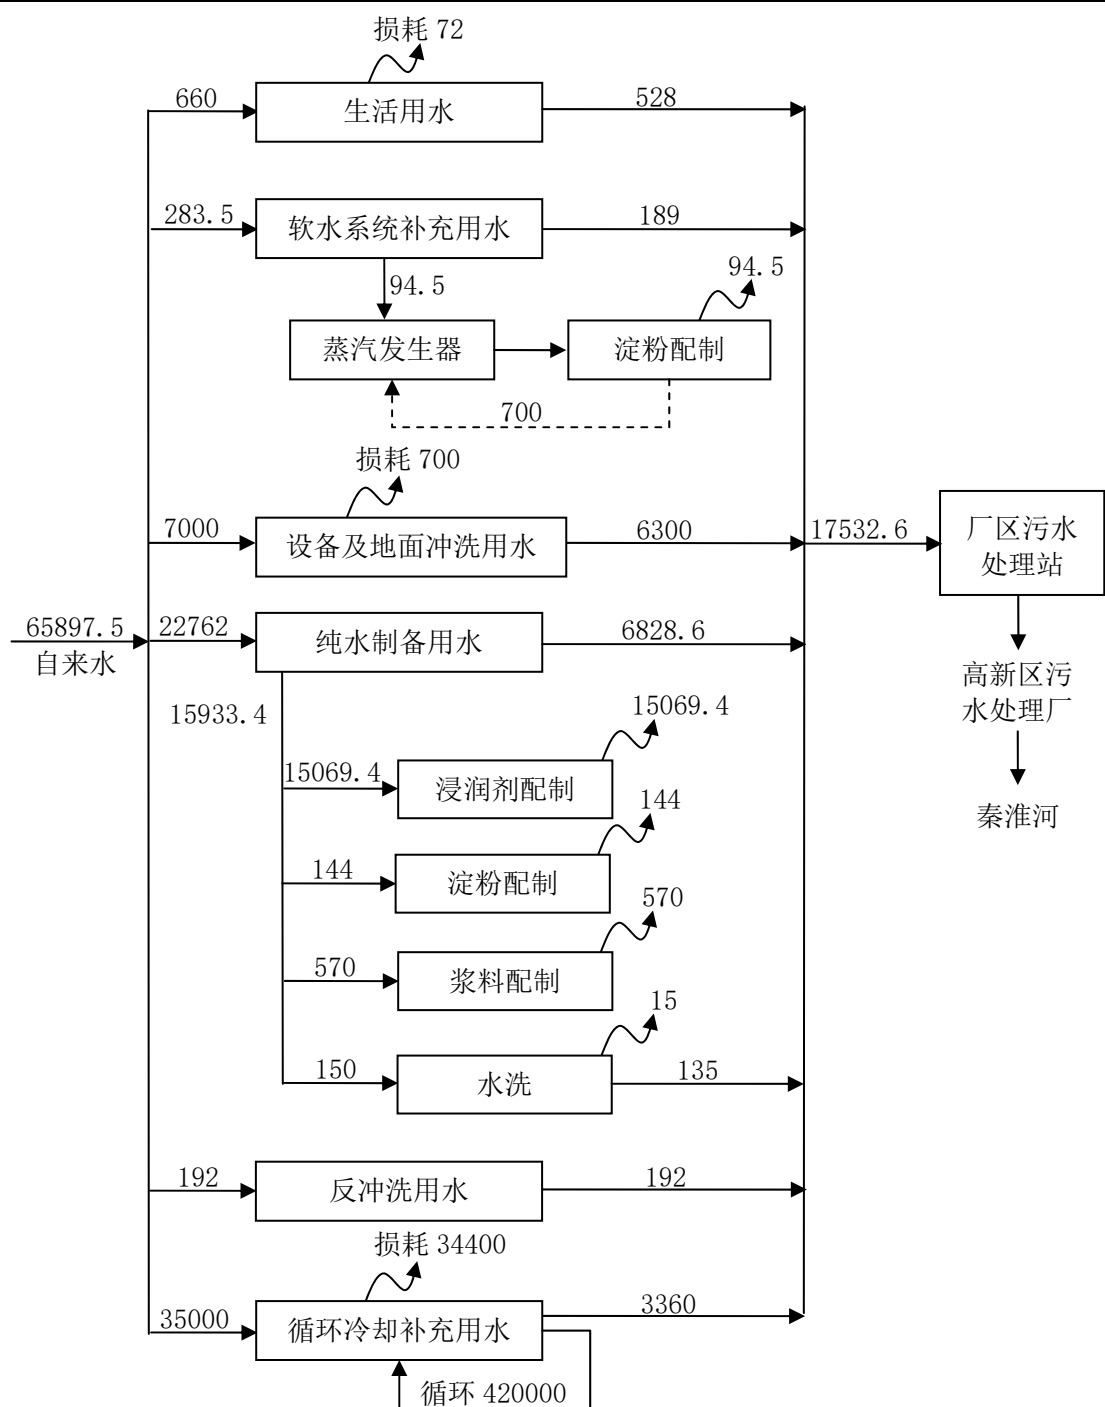 损耗 72
660
生活用水
528
283.5
软水系统补充用水
189
94.5
94.5
蒸汽发生器
淀粉配制
700
损耗 700
7000
设备及地面冲洗用水
6300
17532.6
厂区污水
处理站
65897.5
自来水
22762
纯水制备用水
6828.6
高新区污
水处理厂
秦淮河
15933.4
15069.4
15069.4
浸润剂配制
144
144
淀粉配制
570
570
浆料配制
15
150
水洗
135
192
反冲洗用水
192
损耗 34400
35000
循环冷却补充用水
3360
循环 420000